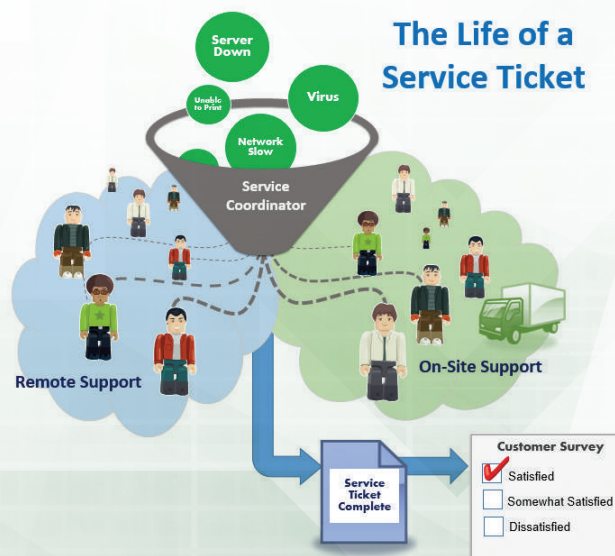 The Life of a
Service Ticket
Server
Down
Unable
to Print
Virus
Network
Slow
Service
Coordinator
Remote Support
On-Site Support
Service
Ticket
Complete
Customer Survey
Satisfied
Somewhat Satisfied
Dissatisfied